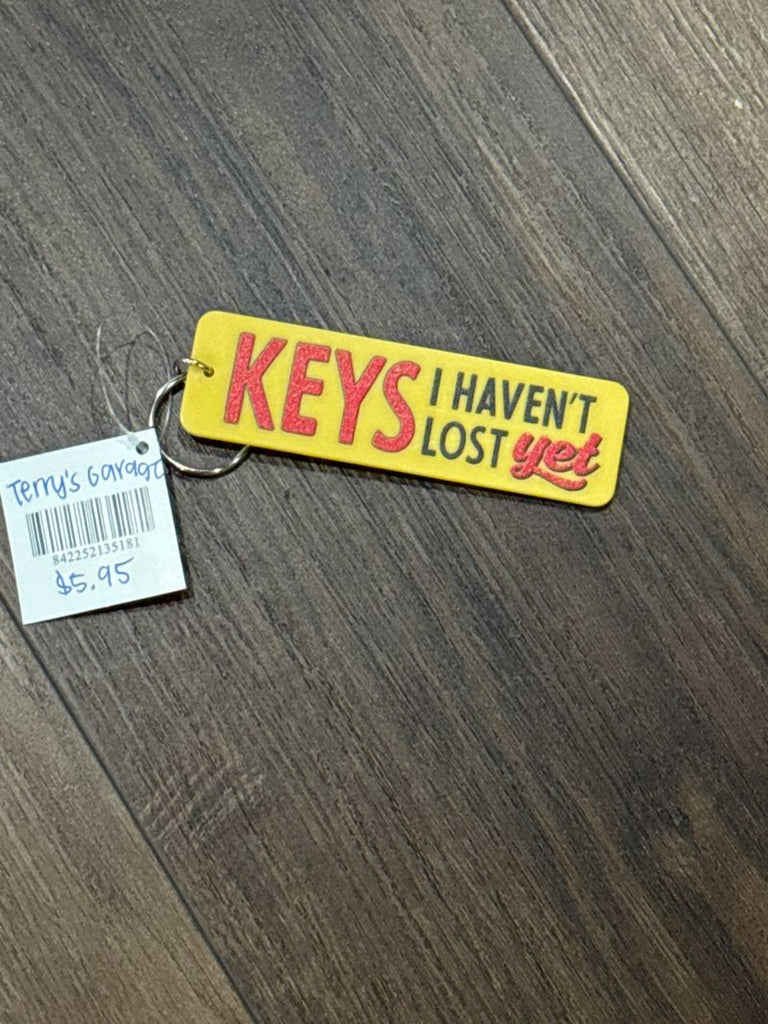 KEYS
I HAVEN'T
LOST yet
Terry's Garage
842252135181
$5.95